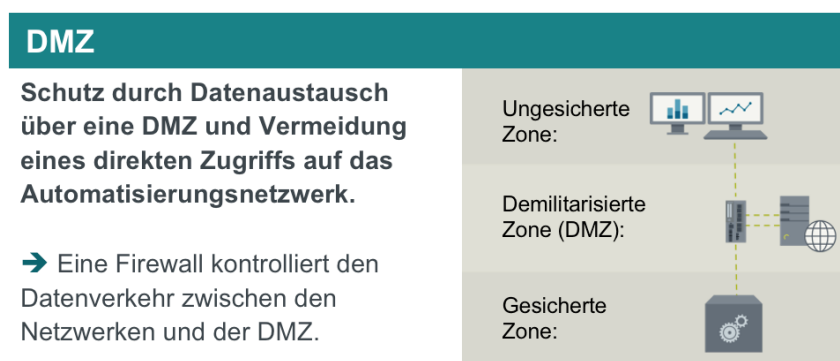 DMZ
Schutz durch Datenaustausch
über eine DMZ und Vermeidung
eines direkten Zugriffs auf das
Automatisierungsnetzwerk.
➔ Eine Firewall kontrolliert den
Datenverkehr zwischen den
Netzwerken und der DMZ.
Ungesicherte
Zone:
Demilitarisierte
Zone (DMZ):
Gesicherte
Zone: